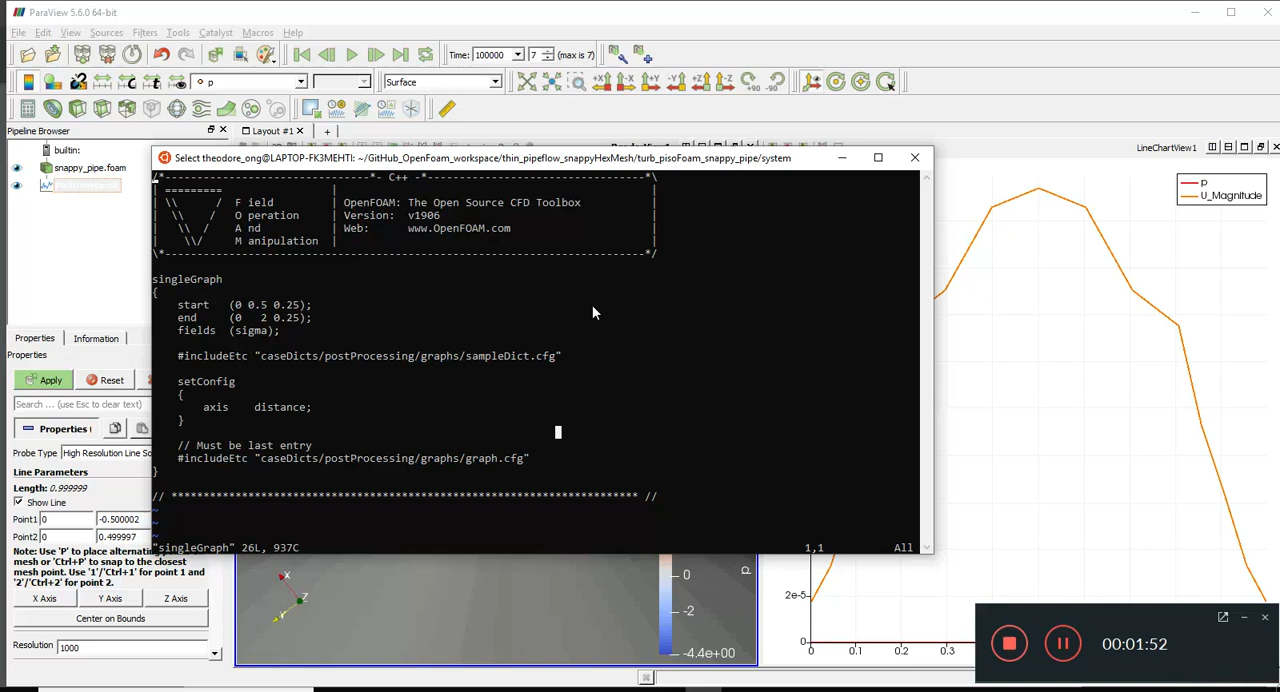 ParaView 5.6.0 64-bit
File Edit View Sources Filters Tools Catalyst Macros Help
Time: 100000 7 (max is 7)
p Surface
+X -X +Y -Y +Z -Z +90 -90
Pipeline Browser
Layout #1
builtin:
snappy_pipe.foam
LineChartView1
Select theodore_ong@LAPTOP-FK3MEHTI: ~/GitHub_OpenFoam_workspace/thin_pipeflow_snappyHexMesh/turb_pisoFoam_snappy_pipe/system
/*--------------------------------*- C++ -*----------------------------------*\
| ========= |
| \\ / F ield | OpenFOAM: The Open Source CFD Toolbox
| \\ / O peration | Version: v1906
| \\ / A nd | Web: www.OpenFOAM.com
| \\/ M anipulation |
\*---------------------------------------------------------------------------*/
singleGraph
{
start (0 0.5 0.25);
end (0 2 0.25);
fields (sigma);
#includeEtc "caseDicts/postProcessing/graphs/sampleDict.cfg"
setConfig
{
axis distance;
}
// Must be last entry
#includeEtc "caseDicts/postProcessing/graphs/graph.cfg"
}
// ************************************************************************* //
~
~
~
"singleGraph" 26L, 937C 1,1 All
Properties Information
Properties
Apply Reset
Search ... (use Esc to clear text)
Properties (
Probe Type High Resolution Line So
Line Parameters
Length: 0.999999
Show Line
Point1 0 -0.500002
Point2 0 0.499997
Note: Use 'P' to place alternating
mesh or 'Ctrl+P' to snap to the
closest mesh point. Use '1'/'Ctrl+1' for point 1 and
'2'/'Ctrl+2' for point 2.
X Axis Y Axis Z Axis
Center on Bounds
Resolution 1000
X
Y
Z
0
-2
-4.4e+00
p
p
U_Magnitude
2e-5
0
0 0.1 0.2 0.3
00:01:52